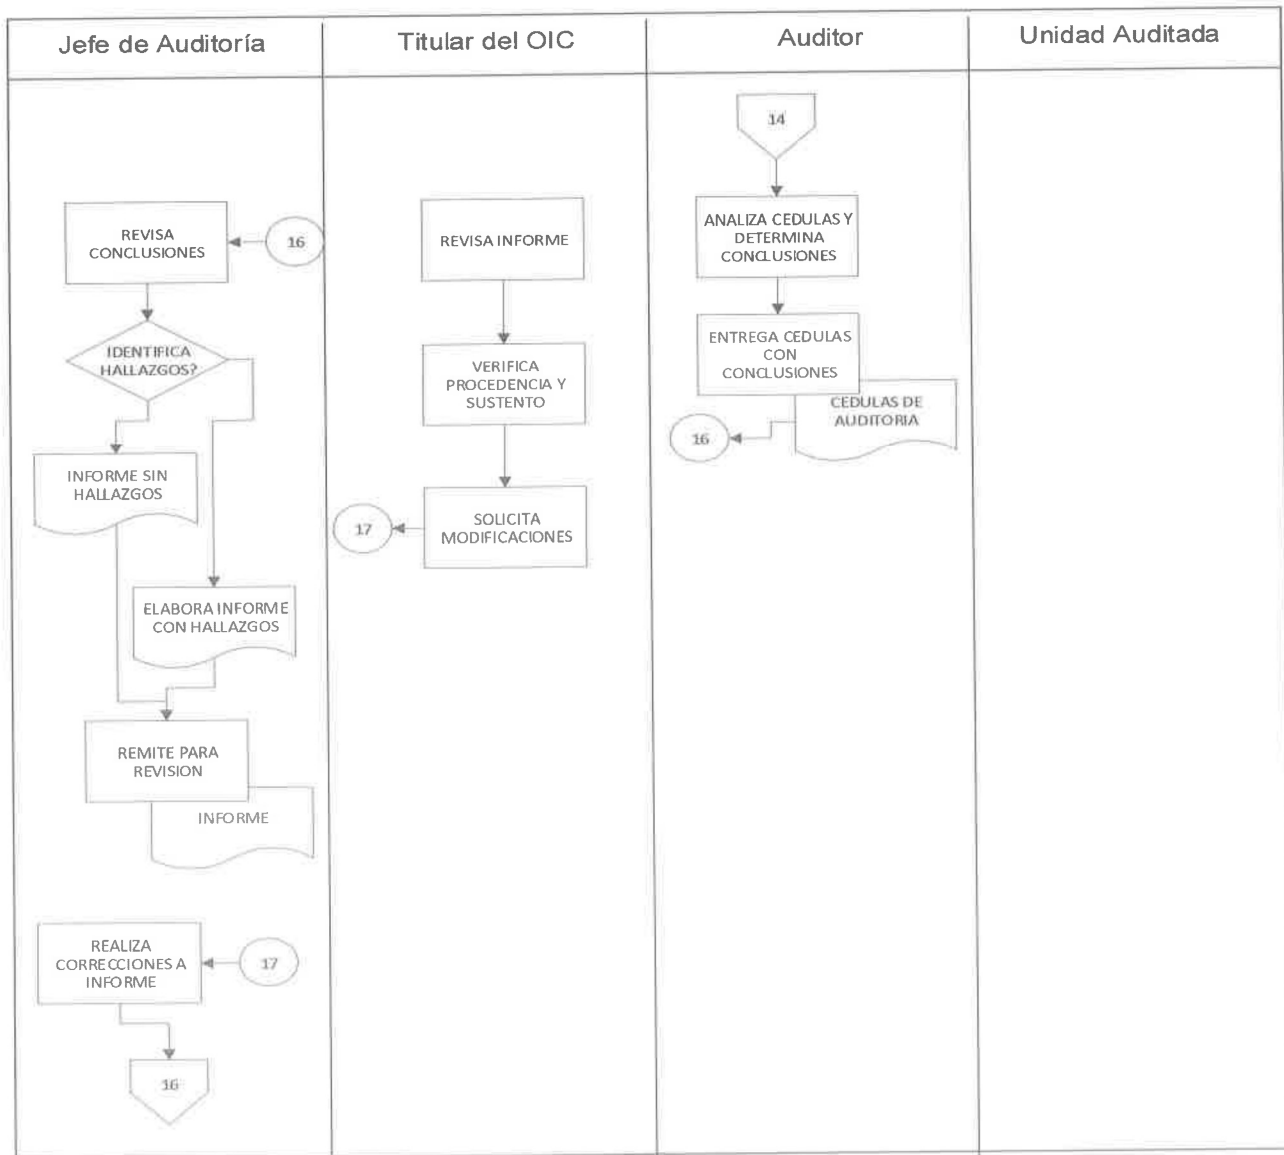 Jefe de Auditoría
Titular del OIC
Auditor
Unidad Auditada
REVISA
CONCLUSIONES
16
IDENTIFICA
HALLAZGOS?
INFORME SIN
HALLAZGOS
ELABORA INFORME
CON HALLAZGOS
REMITE PARA
REVISION
INFORME
REALIZA
CORRECCIONES A
INFORME
17
16
REVISA INFORME
VERIFICA
PROCEDENCIA Y
SUSTENTO
SOLICITA
MODIFICACIONES
17
14
ANALIZA CEDULAS Y
DETERMINA
CONCLUSIONES
ENTREGA CEDULAS
CON
CONCLUSIONES
CEDULAS DE
AUDITORIA
16